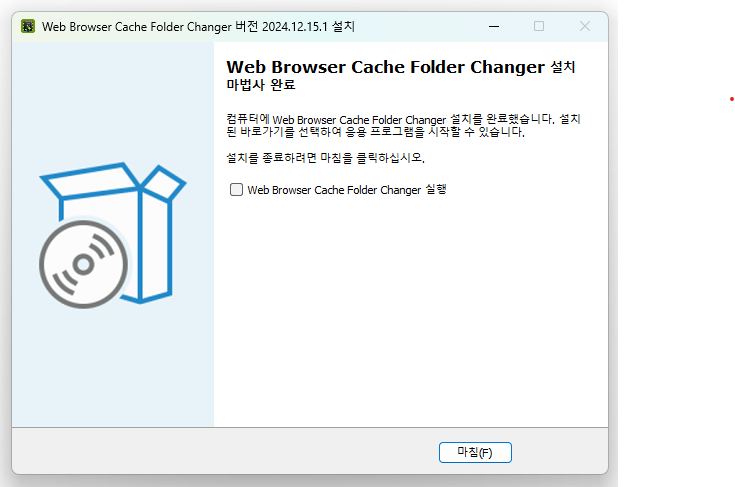 Web Browser Cache Folder Changer 버전 2024.12.15.1 설치
Web Browser Cache Folder Changer 설치
마법사 완료
컴퓨터에 Web Browser Cache Folder Changer 설치를 완료했습니다. 설치
된 바로가기를 선택하여 응용 프로그램을 시작할 수 있습니다.
설치를 종료하려면 마침을 클릭하십시오.
Web Browser Cache Folder Changer 실행
마침(F)